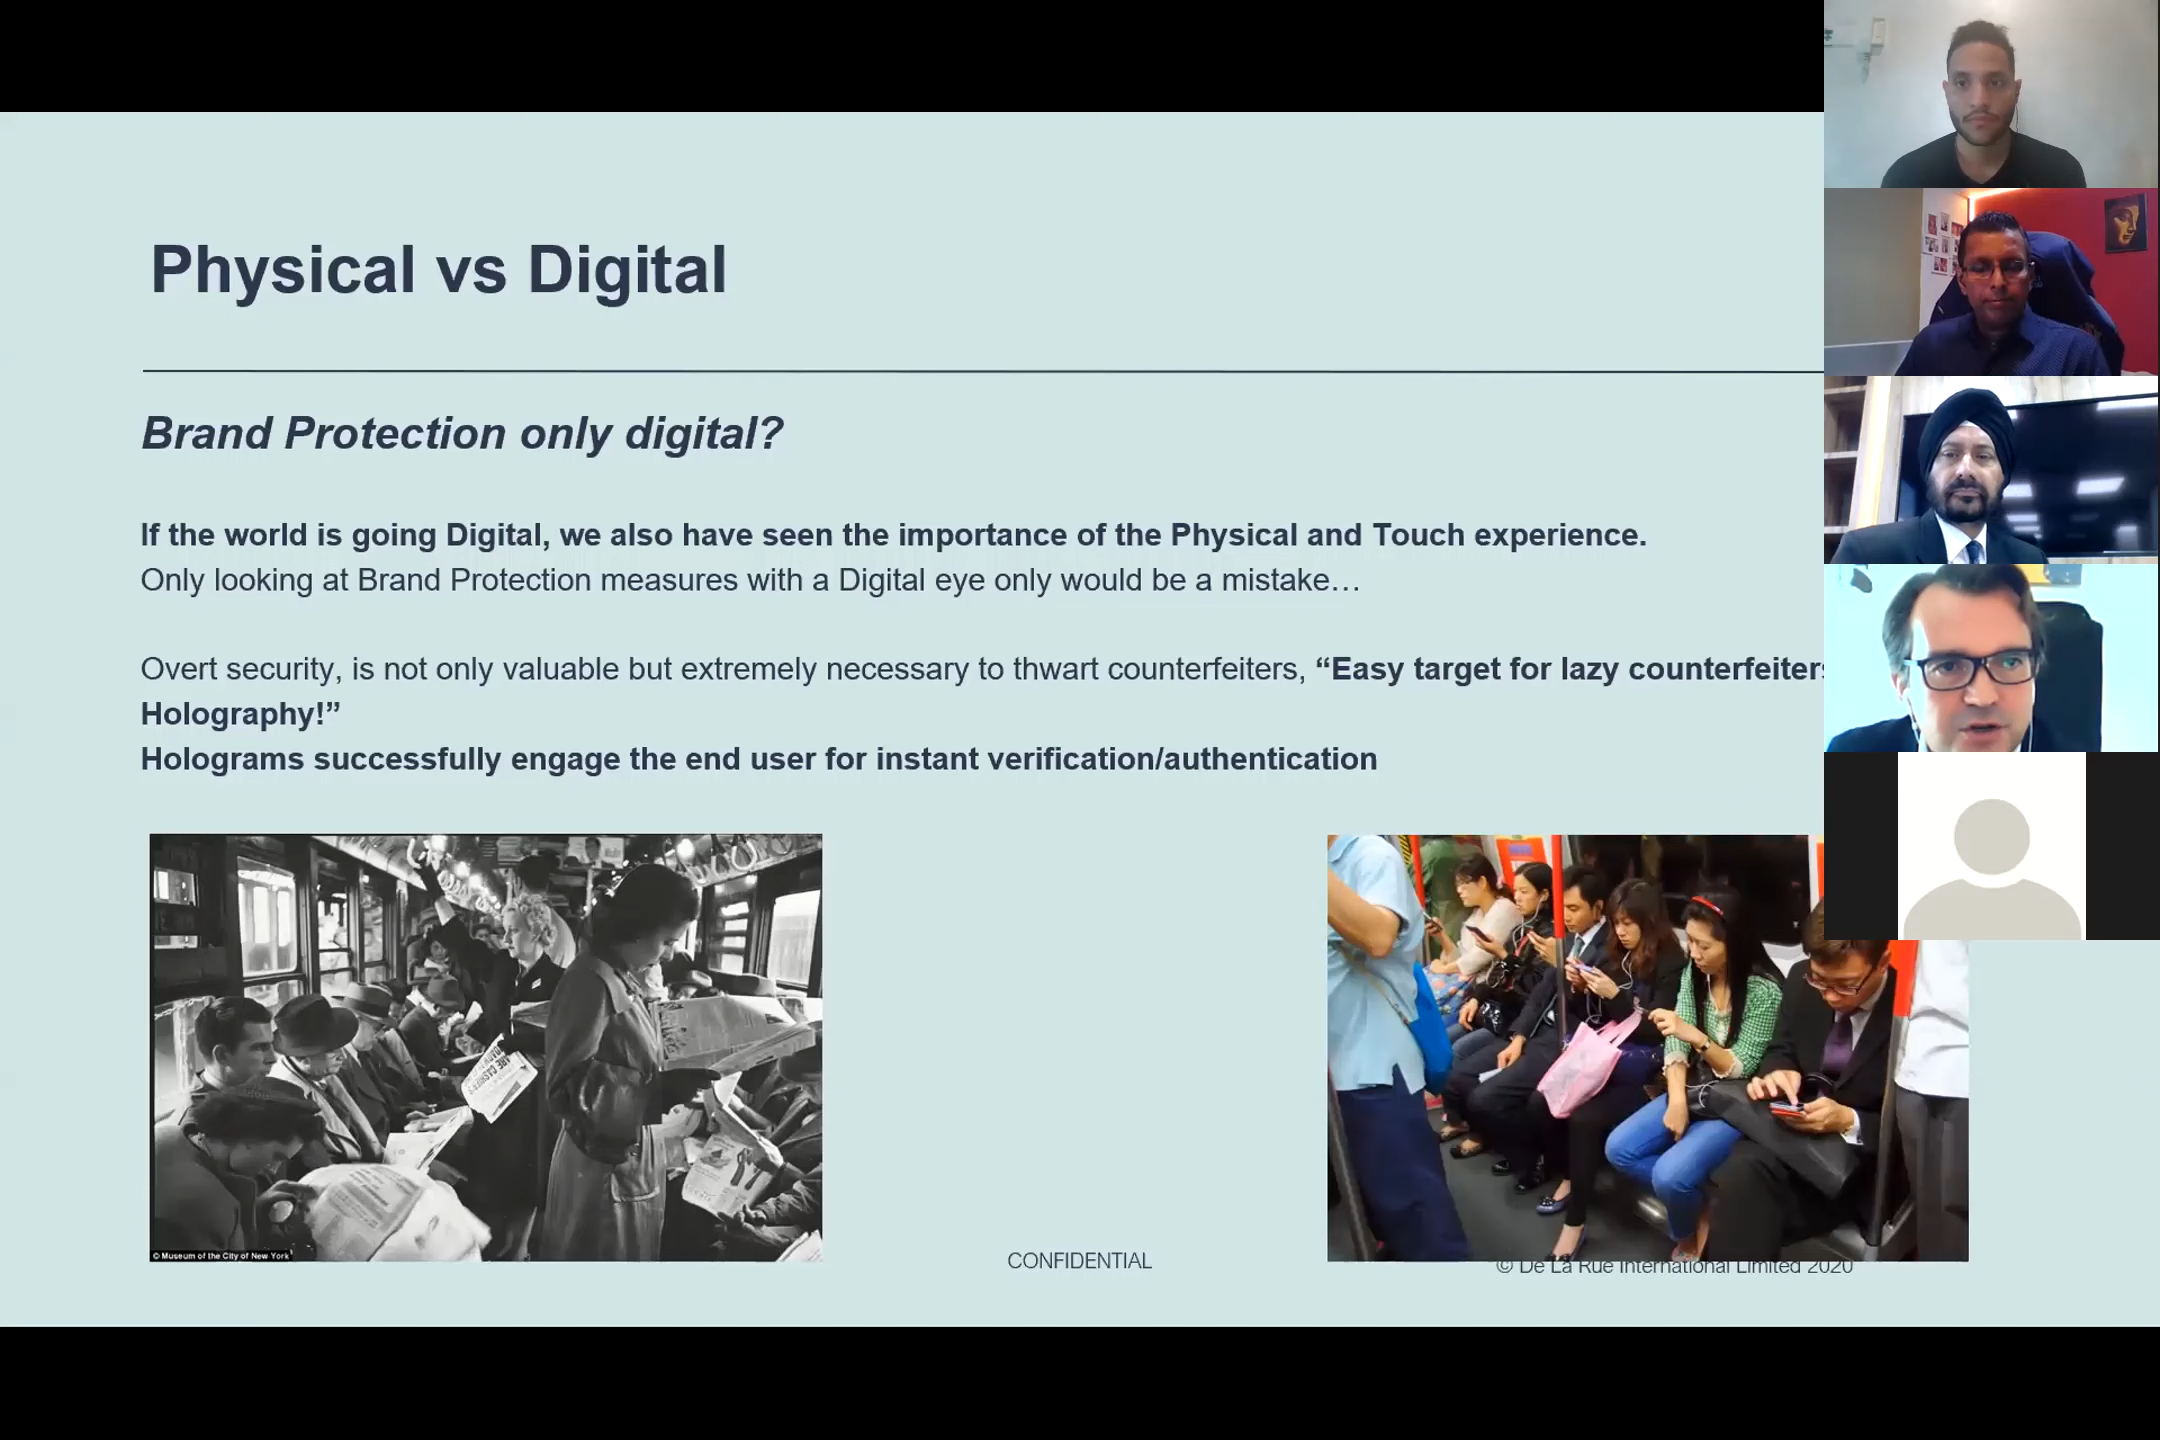 Physical vs Digital
Brand Protection only digital?
If the world is going Digital, we also have seen the importance of the Physical and Touch experience.
Only looking at Brand Protection measures with a Digital eye only would be a mistake…
Overt security, is not only valuable but extremely necessary to thwart counterfeiters, “Easy target for lazy counterfeiters
Holography!”
Holograms successfully engage the end user for instant verification/authentication
© Museum of the City of New York
CONFIDENTIAL
© De La Rue International Limited 2020